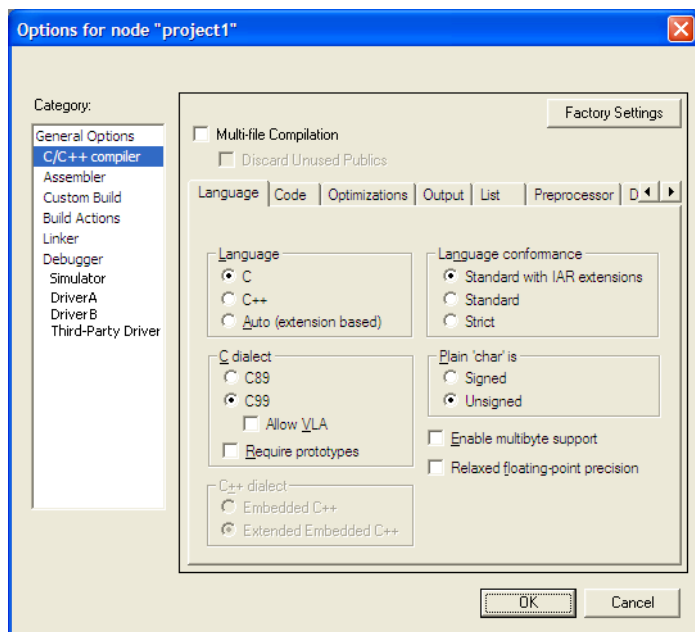 Options for node "project1"
Category:
General Options
C/C++ compiler
Assembler
Custom Build
Build Actions
Linker
Debugger
Simulator
DriverA
DriverB
Third-Party Driver
Factory Settings
Multi-file Compilation
Discard Unused Publics
Language Code Optimizations Output List Preprocessor D
Language
C
C++
Auto (extension based)
Language conformance
Standard with IAR extensions
Standard
Strict
C dialect
C89
C99
Allow VLA
Require prototypes
Plain 'char' is
Signed
Unsigned
Enable multibyte support
Relaxed floating-point precision
C++ dialect
Embedded C++
Extended Embedded C++
OK Cancel